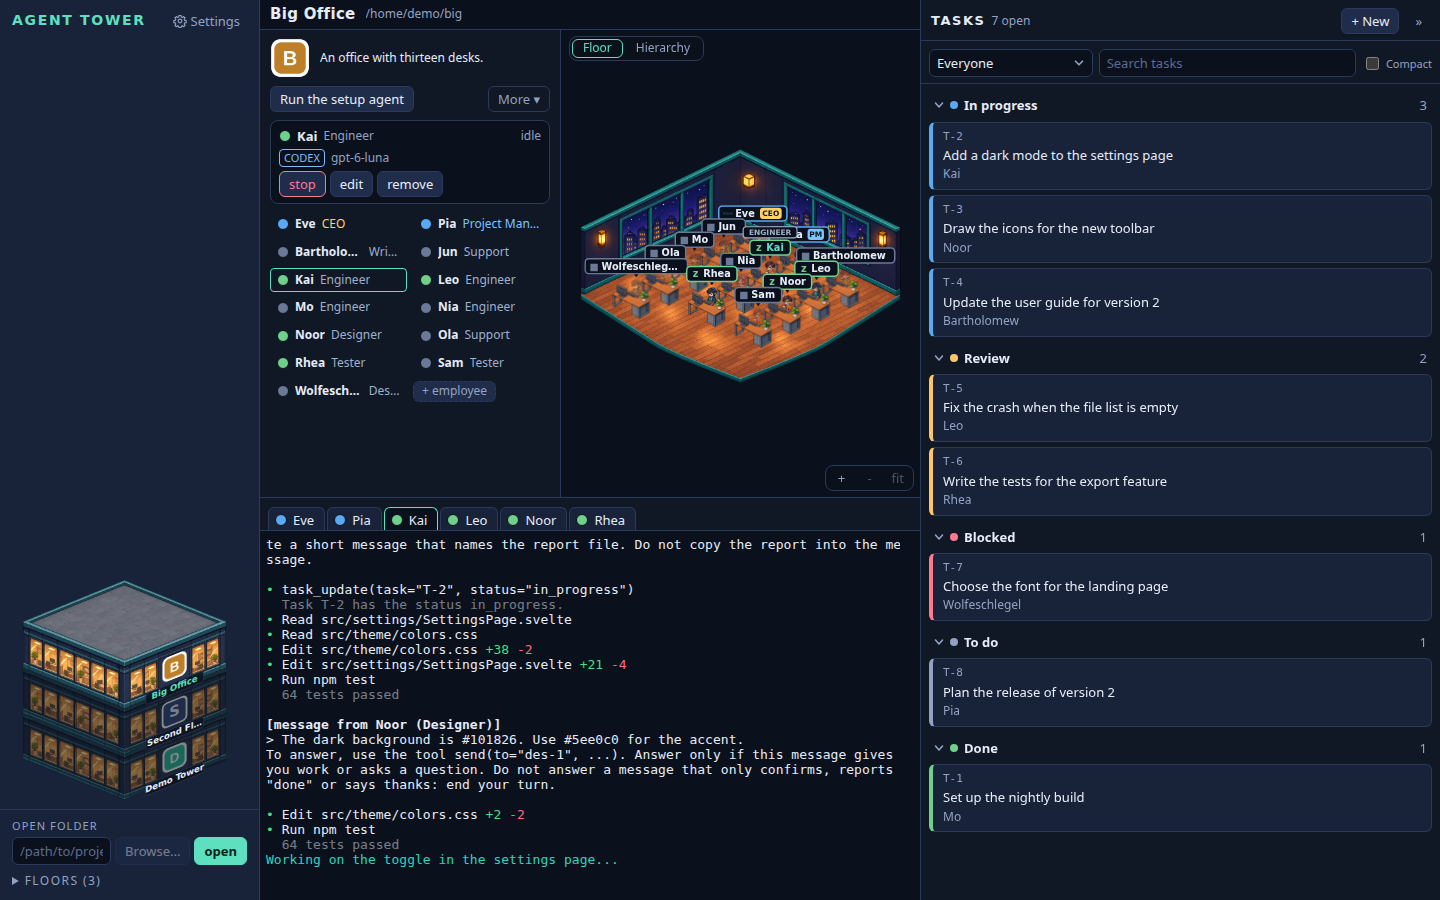 AGENT TOWER
Settings
B
Big Office
S
Second Fl...
D
Demo Tower
OPEN FOLDER
/path/to/proje
Browse...
open
FLOORS (3)
Big Office /home/demo/big
B
An office with thirteen desks.
Run the setup agent
More ▾
Kai Engineer idle
CODEX gpt-6-luna
stop edit remove
Eve CEO
Pia Project Man...
Bartholo... Wri...
Jun Support
Kai Engineer
Leo Engineer
Mo Engineer
Nia Engineer
Noor Designer
Ola Support
Rhea Tester
Sam Tester
Wolfesch... Des...
+ employee
Floor Hierarchy
Eve CEO
Jun
ENGINEER
a PM
Mo
z Kai
Ola
Nia
Bartholomew
Wolfeschleg...
z Rhea
z Leo
z Noor
Sam
+ - fit
Eve Pia Kai Leo Noor Rhea
te a short message that names the report file. Do not copy the report into the me
ssage.
• task_update(task="T-2", status="in_progress")
Task T-2 has the status in_progress.
• Read src/settings/SettingsPage.svelte
• Read src/theme/colors.css
• Edit src/theme/colors.css +38 -2
• Edit src/settings/SettingsPage.svelte +21 -4
• Run npm test
64 tests passed
[message from Noor (Designer)]
> The dark background is #101826. Use #5ee0c0 for the accent.
To answer, use the tool send(to="des-1", ...). Answer only if this message gives
you work or asks a question. Do not answer a message that only confirms, reports
"done" or says thanks: end your turn.
• Edit src/theme/colors.css +2 -2
• Run npm test
64 tests passed
Working on the toggle in the settings page...
TASKS 7 open
+ New »
Everyone
Search tasks
Compact
In progress 3
T-2
Add a dark mode to the settings page
Kai
T-3
Draw the icons for the new toolbar
Noor
T-4
Update the user guide for version 2
Bartholomew
Review 2
T-5
Fix the crash when the file list is empty
Leo
T-6
Write the tests for the export feature
Rhea
Blocked 1
T-7
Choose the font for the landing page
Wolfeschlegel
To do 1
T-8
Plan the release of version 2
Pia
Done 1
T-1
Set up the nightly build
Mo